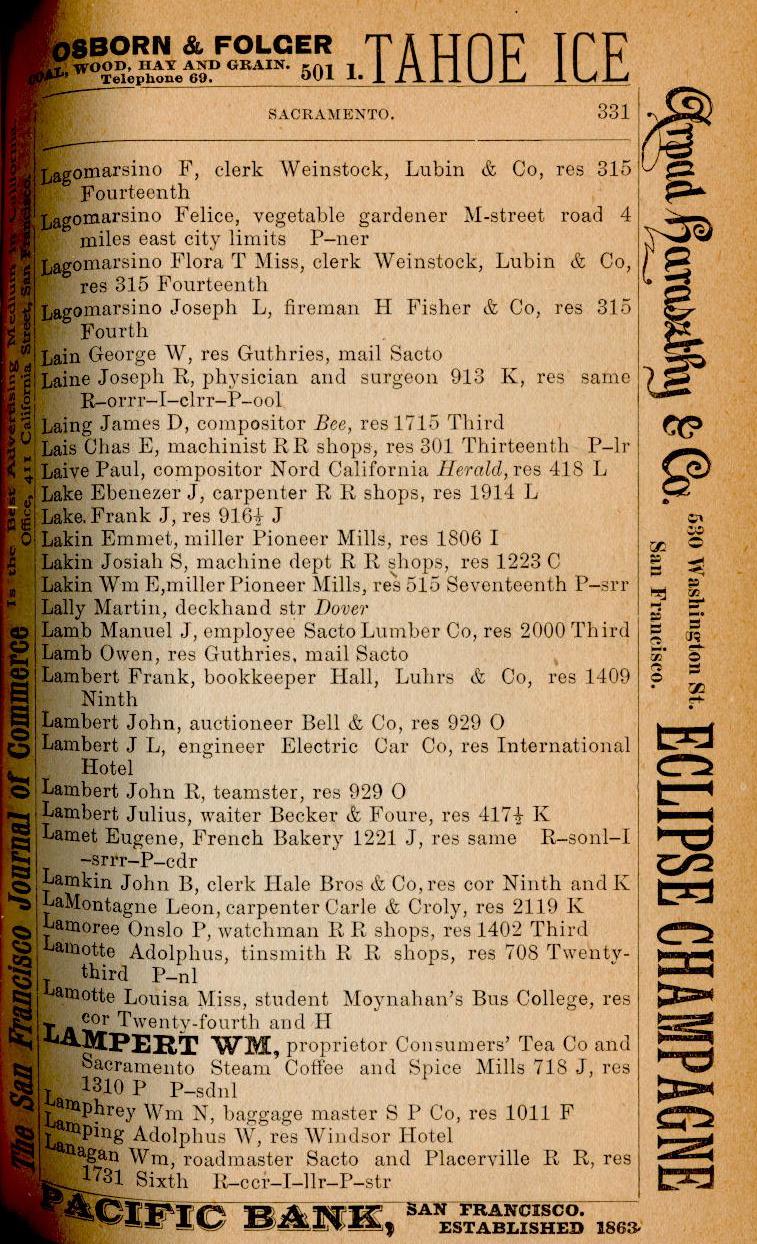 OSBORN & FOLGER
COAL, WOOD, HAY AND GRAIN.
Telephone 69.
501 I.
TAHOE ICE
SACRAMENTO. 331
Lagomarsino F, clerk Weinstock, Lubin & Co, res 315
Fourteenth
Lagomarsino Felice, vegetable gardener M-street road 4
miles east city limits P–ner
Lagomarsino Flora T Miss, clerk Weinstock, Lubin & Co,
res 315 Fourteenth
Lagomarsino Joseph L, fireman H Fisher & Co, res 315
Fourth
Lain George W, res Guthries, mail Sacto
Laine Joseph R, physician and surgeon 913 K, res same
R–orrr–I–clrr–P–ool
Laing James D, compositor Bee, res 1715 Third
Lais Chas E, machinist R R shops, res 301 Thirteenth P–lr
Laive Paul, compositor Nord California Herald, res 418 L
Lake Ebenezer J, carpenter R R shops, res 1914 L
Lake Frank J, res 916½ J
Lakin Emmet, miller Pioneer Mills, res 1806 I
Lakin Josiah S, machine dept R R shops, res 1223 C
Lakin Wm E, miller Pioneer Mills, res 515 Seventeenth P–srr
Lally Martin, deckhand str Dover
Lamb Manuel J, employee Sacto Lumber Co, res 2000 Third
Lamb Owen, res Guthries, mail Sacto
Lambert Frank, bookkeeper Hall, Luhrs & Co, res 1409
Ninth
Lambert John, auctioneer Bell & Co, res 929 O
Lambert J L, engineer Electric Car Co, res International
Hotel
Lambert John R, teamster, res 929 O
Lambert Julius, waiter Becker & Foure, res 417½ K
Lamet Eugene, French Bakery 1221 J, res same R–sonl–I
–srrr–P–cdr
Lamkin John B, clerk Hale Bros & Co, res cor Ninth and K
LaMontagne Leon, carpenter Carle & Croly, res 2119 K
Lamoree Onslo P, watchman R R shops, res 1402 Third
Lamotte Adolphus, tinsmith R R shops, res 708 Twenty-
third P–nl
Lamotte Louisa Miss, student Moynahan's Bus College, res
cor Twenty-fourth and H
LAMPERT WM, proprietor Consumers' Tea Co and
Sacramento Steam Coffee and Spice Mills 718 J, res
1310 P P–sdnl
Lamphrey Wm N, baggage master S P Co, res 1011 F
Lamping Adolphus W, res Windsor Hotel
Lanagan Wm, roadmaster Sacto and Placerville R R, res
1731 Sixth R–ccr–I–llr–P–str
PACIFIC BANK, SAN FRANCISCO.
ESTABLISHED 1863.
Arpad Haraszthy & Co.
530 Washington St.
San Francisco.
ECLIPSE CHAMPAGNE
The San Francisco Journal of Commerce
Is the Best Advertising Medium in California.
Office, 411 California Street, San Francisco.